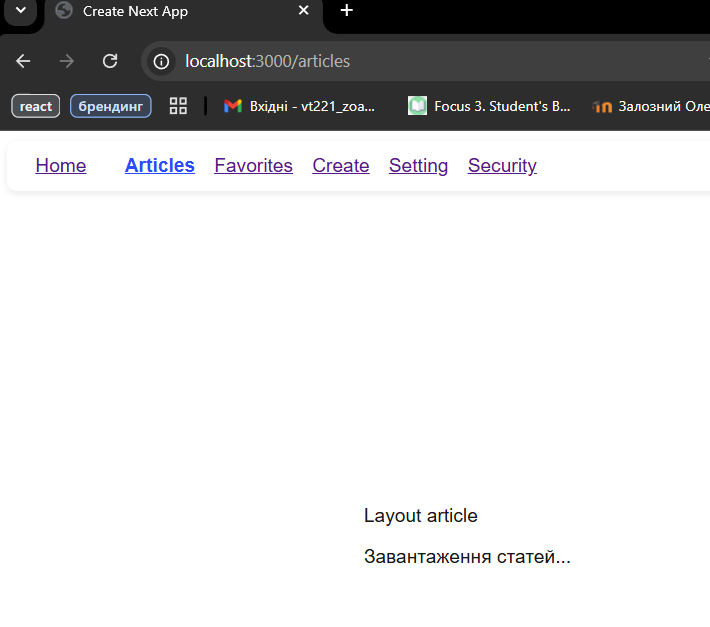 Create Next App
localhost:3000/articles
react брендинг Вхідні - vt221_zoa... Focus 3. Student's B... Залозний Оле
Home Articles Favorites Create Setting Security
Layout article
Завантаження статей...